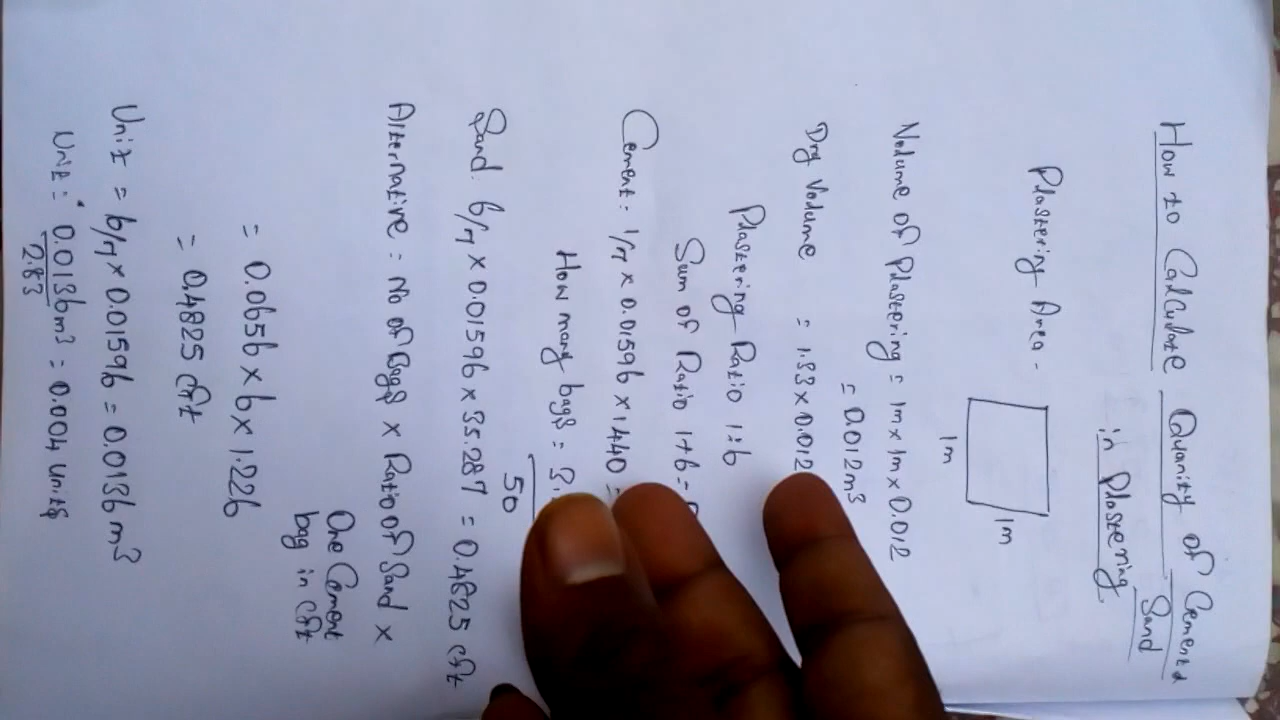 How to Calculate Quantity of Cement &
Sand
in Plastering
Plastering Area -
1m
1m
Volume of Plastering = 1m x 1m x 0.012
= 0.012m3
Dry Volume = 1.33 x 0.012
Plastering Ratio 1:6
Sum of Ratio 1+6 =
Cement : 1/7 x 0.01596 x 1440 =
How many bags = 3.
50
Sand 6/7 x 0.01596 x 35.287 = 0.4825 cft
Alternative : No of Bags x Ratio of Sand x
One Cement
bag in cft
= 0.0656 x 6 x 1.226
= 0.4825 cft
Unit = 6/7 x 0.01596 = 0.0136 m3
Unit : 0.0136m3 = 0.004 units
2.83